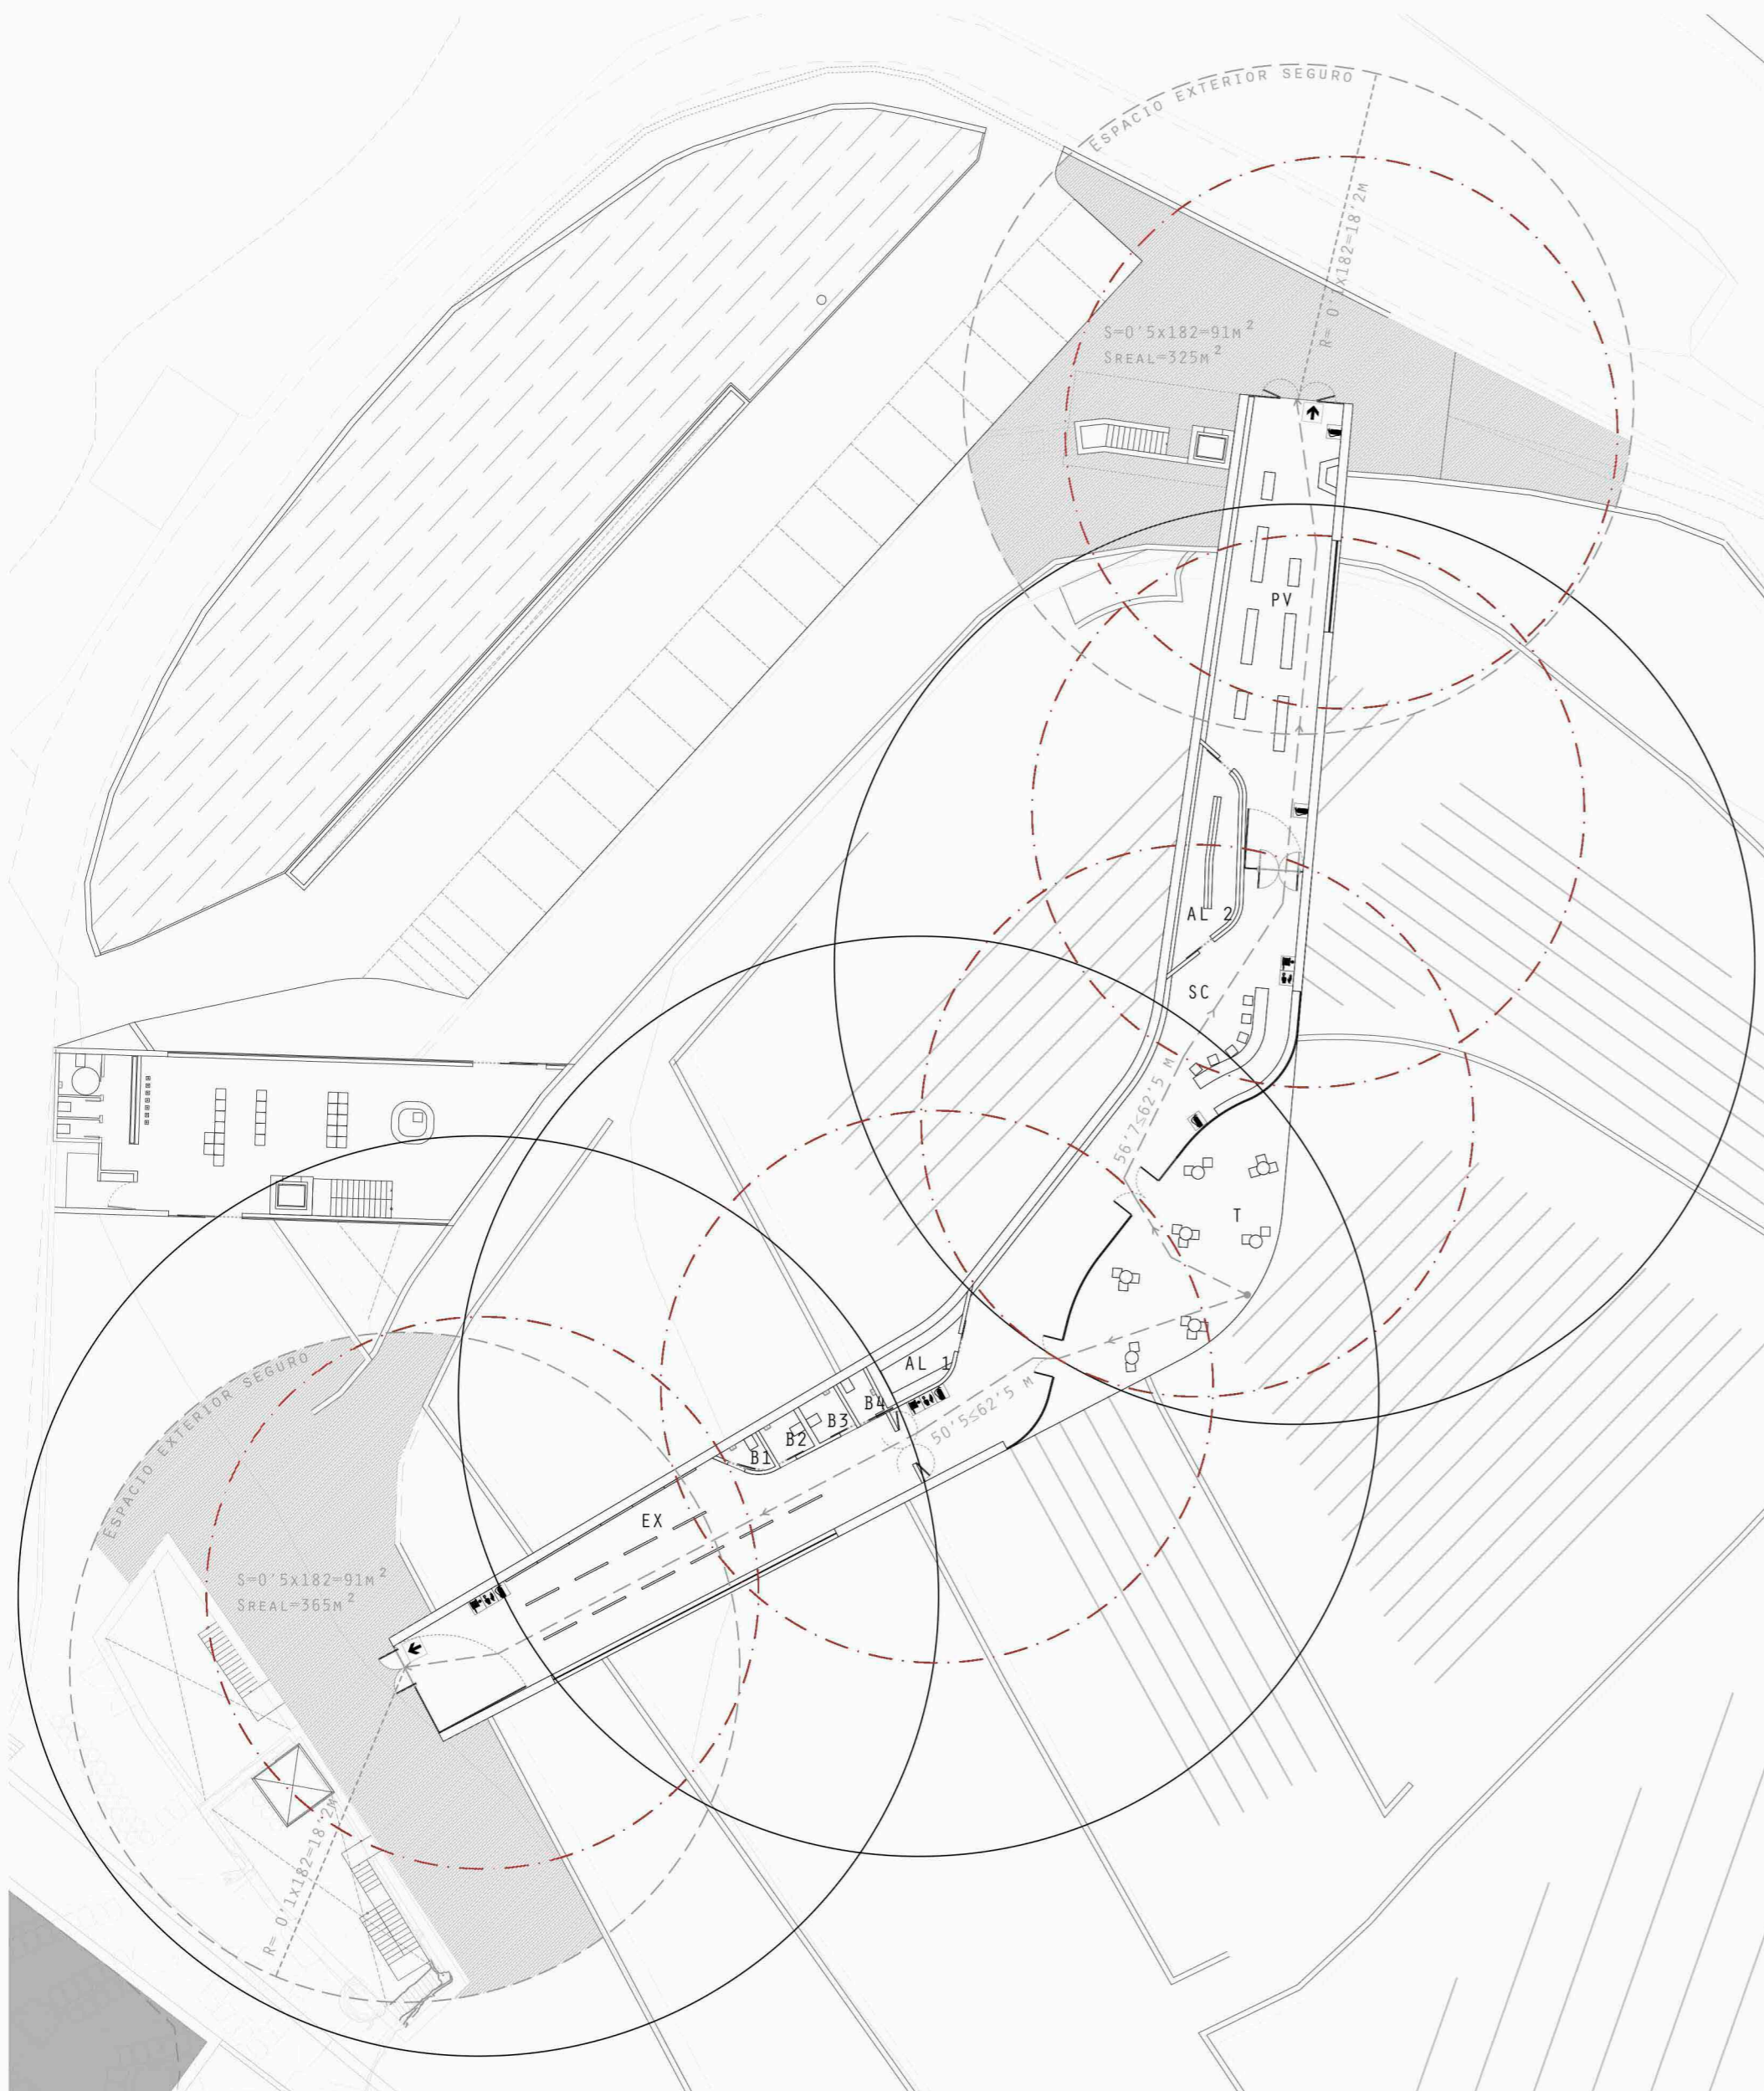 ESPACIO EXTERIOR SEGURO
R= 0'1X182=18'2M
S=0'5X182=91M²
SREAL=325M²
PV
AL 2
SC
56'7≤62'5 M
T
AL 1
B4
B3
B2
B1
50'5≤62'5 M
EX
ESPACIO EXTERIOR SEGURO
S=0'5X182=91M²
SREAL=365M²
R= 0'1X182=18'2M